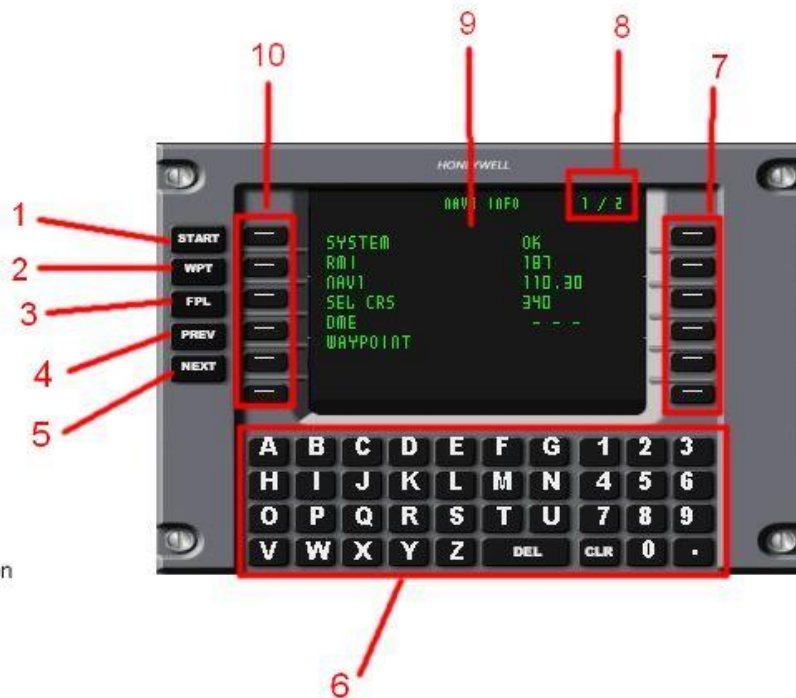 9
8
10
7
HONEYWELL
NAV1 INFO 1 / 2
1
START
SYSTEM OK
2
WPT
RMI 187
3
FPL
NAV1 110.30
SEL CRS 340
4
PREV
DME - - -
WAYPOINT
5
NEXT
A B C D E F G 1 2 3
H I J K L M N 4 5 6
O P Q R S T U 7 8 9
V W X Y Z DEL CLR 0 .
n
6